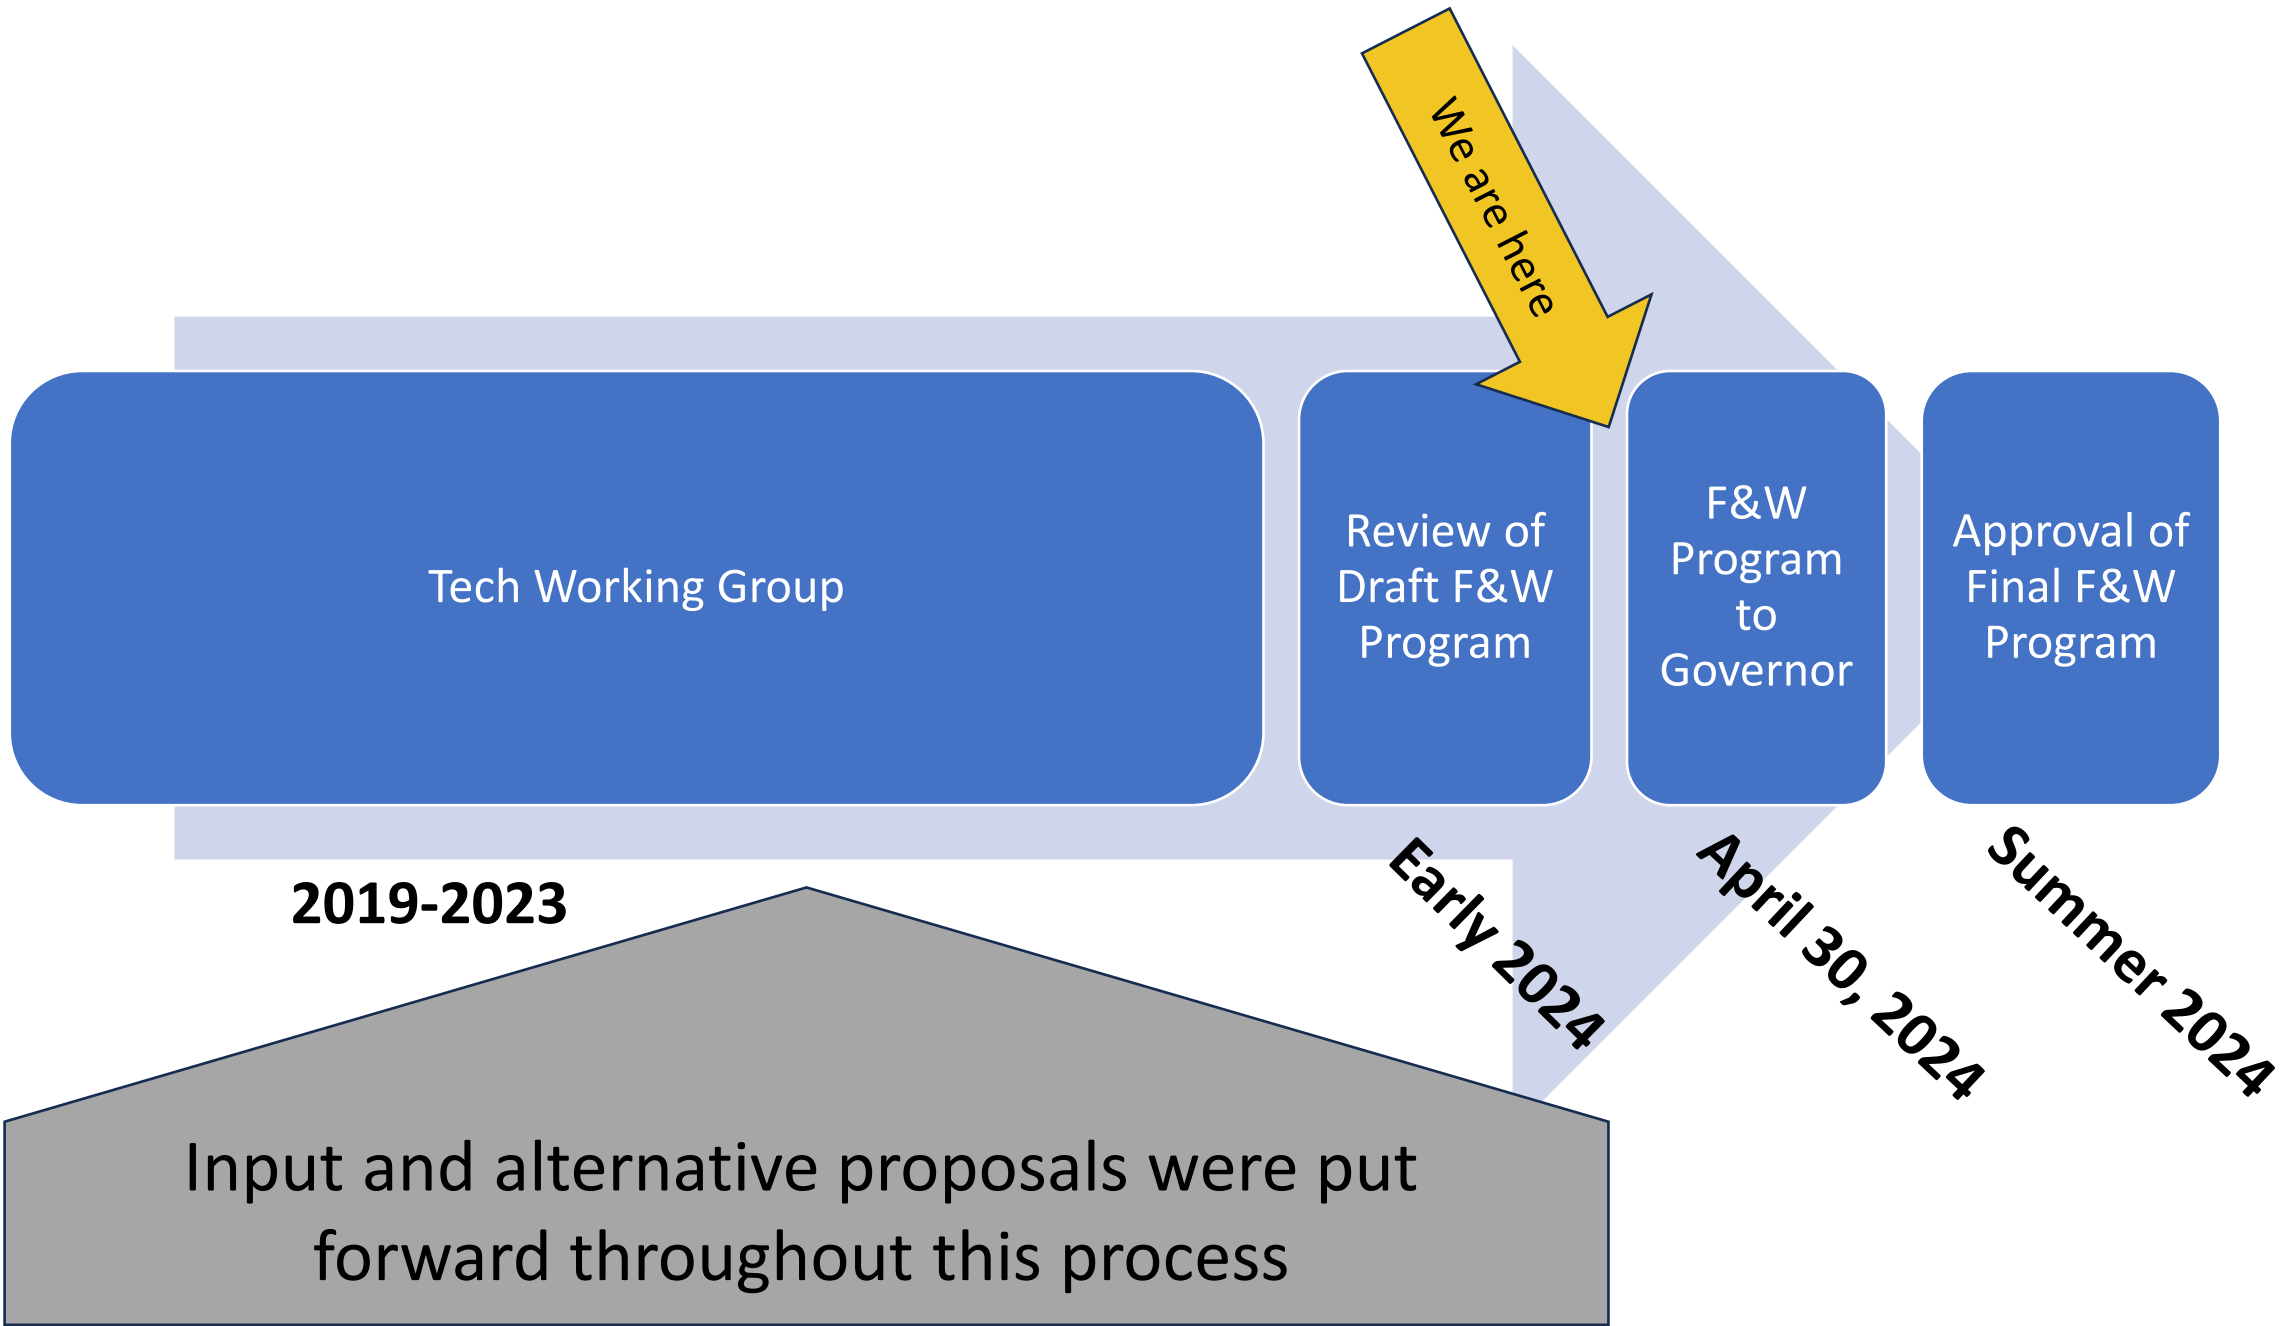 We are here
Tech Working Group
Review of
Draft F&W
Program
F&W
Program
to
Governor
Approval of
Final F&W
Program
2019-2023
Early 2024
April 30, 2024
Summer 2024
Input and alternative proposals were put
forward throughout this process